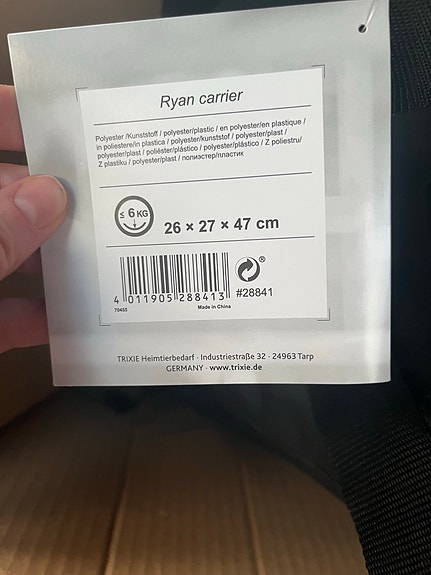 Ryan carrier
Polyester /Kunststoff / polyester/plastic / en polyester/en plastique /
in poliestere/in plastica / polyester/kunststof / polyester/plast /
polyester/plast / poliéster/plástico / polyester/plástico / Z poliestru/
Z plastiku / polyester/plast / полиэстер/пластик
≤ 6 KG
26 × 27 × 47 cm
4 011905 288413
®
#28841
70455
Made in China
TRIXIE Heimtierbedarf · Industriestraße 32 · 24963 Tarp
GERMANY · www.trixie.de